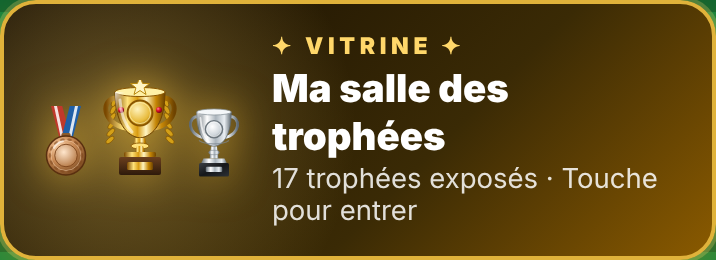 ✦ VITRINE ✦
Ma salle des
trophées
17 trophées exposés · Touche
pour entrer